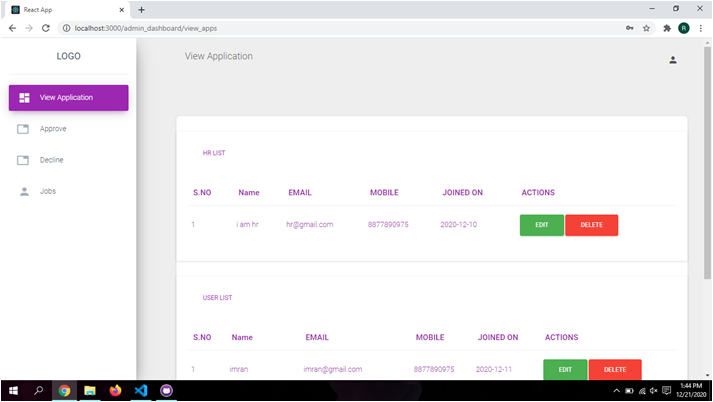 React App
localhost:3000/admin_dashboard/view_apps
R
LOGO
View Application
View Application
Approve
Decline
Jobs
HR LIST
S.NO Name EMAIL MOBILE JOINED ON ACTIONS
1 i am hr hr@gmail.com 8877890975 2020-12-10 EDIT DELETE
USER LIST
S.NO Name EMAIL MOBILE JOINED ON ACTIONS
1 imran imran@gmail.com 8877890975 2020-12-11 EDIT DELETE
1:44 PM
12/21/2020